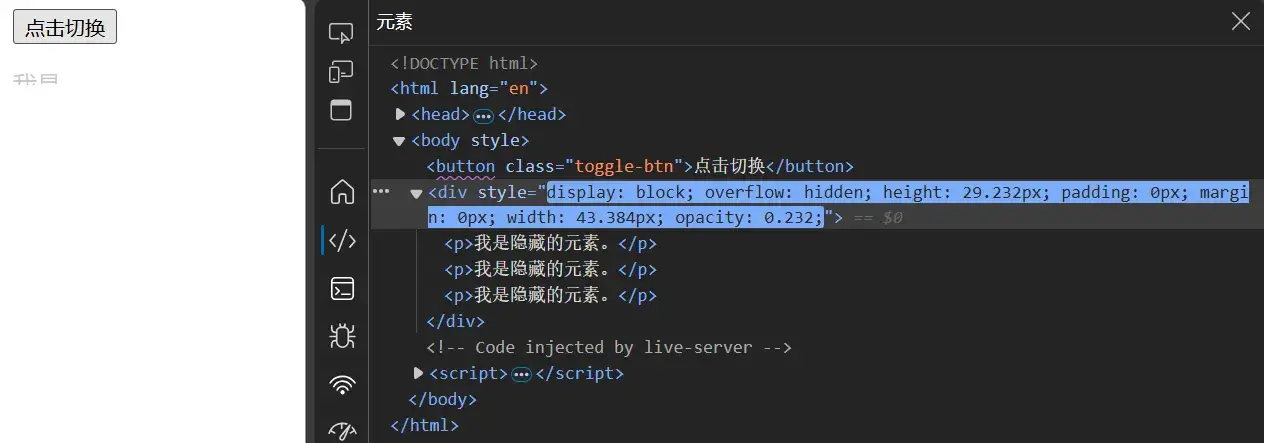 点击切换
我是
元素
<!DOCTYPE html>
<html lang="en">
<head>…</head>
<body style>
<button class="toggle-btn">点击切换</button>
<div style="display: block; overflow: hidden; height: 29.232px; padding: 0px; margi
n: 0px; width: 43.384px; opacity: 0.232;"> == $0
<p>我是隐藏的元素。</p>
<p>我是隐藏的元素。</p>
<p>我是隐藏的元素。</p>
</div>
<!-- Code injected by live-server -->
<script>…</script>
</body>
</html>